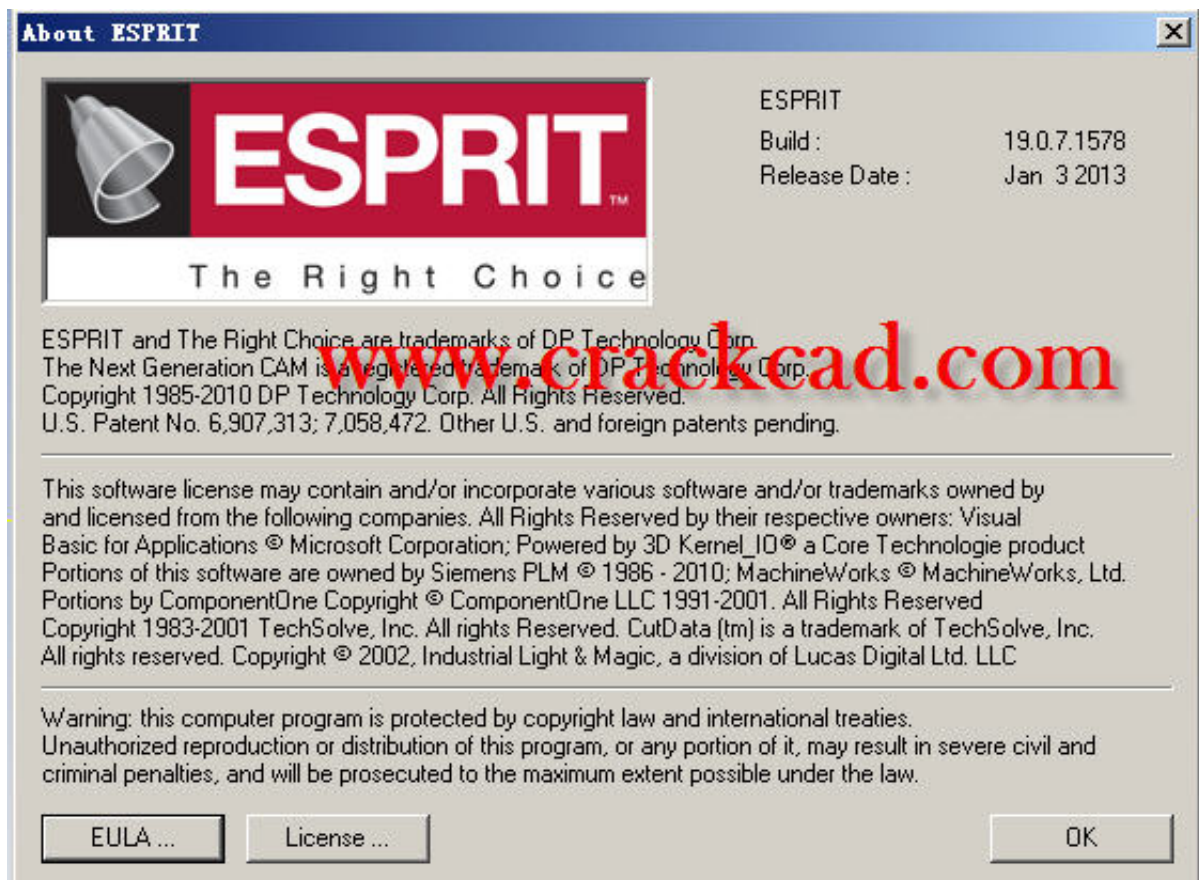 About ESPRIT
ESPRIT™
The Right Choice
ESPRIT
Build : 19.0.7.1578
Release Date : Jan 3 2013
ESPRIT and The Right Choice are trademarks of DP Technology Corp.
The Next Generation CAM is a registered trademark of DP Technology Corp.
www.crackcad.com
Copyright 1985-2010 DP Technology Corp. All Rights Reserved.
U.S. Patent No. 6,907,313; 7,058,472. Other U.S. and foreign patents pending.
This software license may contain and/or incorporate various software and/or trademarks owned by
and licensed from the following companies. All Rights Reserved by their respective owners: Visual
Basic for Applications © Microsoft Corporation; Powered by 3D Kernel_IO® a Core Technologie product
Portions of this software are owned by Siemens PLM © 1986 - 2010; MachineWorks © MachineWorks, Ltd.
Portions by ComponentOne Copyright © ComponentOne LLC 1991-2001. All Rights Reserved
Copyright 1983-2001 TechSolve, Inc. All rights Reserved. CutData (tm) is a trademark of TechSolve, Inc.
All rights reserved. Copyright © 2002, Industrial Light & Magic, a division of Lucas Digital Ltd. LLC
Warning: this computer program is protected by copyright law and international treaties.
Unauthorized reproduction or distribution of this program, or any portion of it, may result in severe civil and
criminal penalties, and will be prosecuted to the maximum extent possible under the law.
EULA ...
License ...
OK